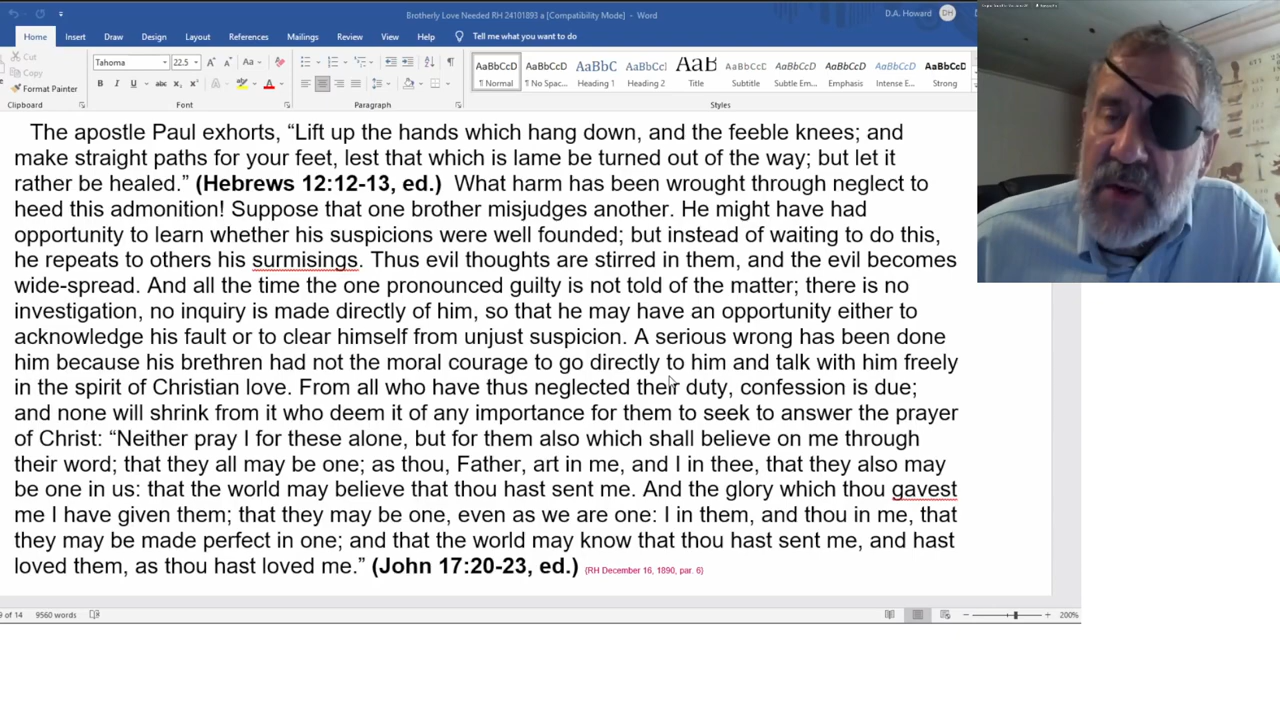 Brotherly Love Needed RH 24101893 a [Compatibility Mode] - Word
D.A. Howard
DH
Home Insert Draw Design Layout References Mailings Review View Help Tell me what you want to do
Cut
Copy
Format Painter
Clipboard
Tahoma 22.5
Font
Paragraph
AaBbCcD AaBbCcD AaBbC AaBbCc AaB AaBbCcD AaBbCcD AaBbCcD AaBbCcD AaBbCcD
¶ Normal ¶ No Spac... Heading 1 Heading 2 Title Subtitle Subtle Em... Emphasis Intense E... Strong
Styles
The apostle Paul exhorts, “Lift up the hands which hang down, and the feeble knees; and
make straight paths for your feet, lest that which is lame be turned out of the way; but let it
rather be healed.” (Hebrews 12:12-13, ed.) What harm has been wrought through neglect to
heed this admonition! Suppose that one brother misjudges another. He might have had
opportunity to learn whether his suspicions were well founded; but instead of waiting to do this,
he repeats to others his surmisings. Thus evil thoughts are stirred in them, and the evil becomes
wide-spread. And all the time the one pronounced guilty is not told of the matter; there is no
investigation, no inquiry is made directly of him, so that he may have an opportunity either to
acknowledge his fault or to clear himself from unjust suspicion. A serious wrong has been done
him because his brethren had not the moral courage to go directly to him and talk with him freely
in the spirit of Christian love. From all who have thus neglected their duty, confession is due;
and none will shrink from it who deem it of any importance for them to seek to answer the prayer
of Christ: “Neither pray I for these alone, but for them also which shall believe on me through
their word; that they all may be one; as thou, Father, art in me, and I in thee, that they also may
be one in us: that the world may believe that thou hast sent me. And the glory which thou gavest
me I have given them; that they may be one, even as we are one: I in them, and thou in me, that
they may be made perfect in one; and that the world may know that thou hast sent me, and hast
loved them, as thou hast loved me.” (John 17:20-23, ed.) {RH December 16, 1890, par. 6}
9 of 14 9560 words
200%